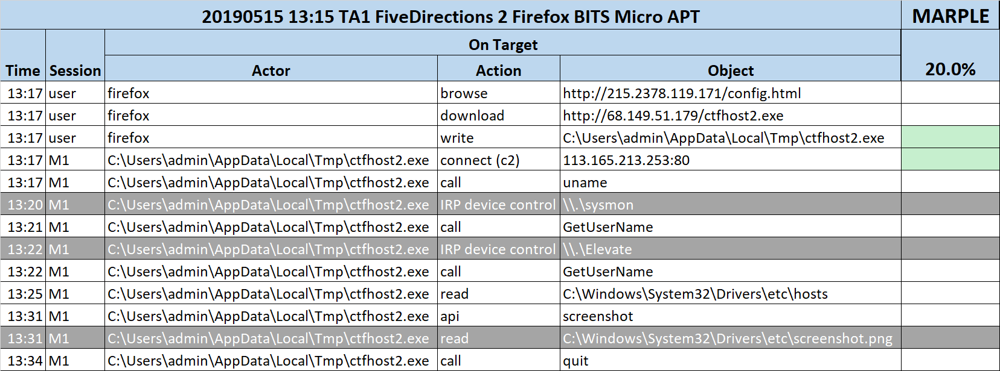 20190515 13:15 TA1 FiveDirections 2 Firefox BITS Micro APT MARPLE
On Target
Time Session Actor Action Object 20.0%
13:17 user firefox browse http://215.2378.119.171/config.html
13:17 user firefox download http://68.149.51.179/ctfhost2.exe
13:17 user firefox write C:\Users\admin\AppData\Local\Tmp\ctfhost2.exe
13:17 M1 C:\Users\admin\AppData\Local\Tmp\ctfhost2.exe connect (c2) 113.165.213.253:80
13:17 M1 C:\Users\admin\AppData\Local\Tmp\ctfhost2.exe call uname
13:20 M1 C:\Users\admin\AppData\Local\Tmp\ctfhost2.exe IRP device control \\.\sysmon
13:21 M1 C:\Users\admin\AppData\Local\Tmp\ctfhost2.exe call GetUserName
13:22 M1 C:\Users\admin\AppData\Local\Tmp\ctfhost2.exe IRP device control \\.\Elevate
13:22 M1 C:\Users\admin\AppData\Local\Tmp\ctfhost2.exe call GetUserName
13:25 M1 C:\Users\admin\AppData\Local\Tmp\ctfhost2.exe read C:\Windows\System32\Drivers\etc\hosts
13:31 M1 C:\Users\admin\AppData\Local\Tmp\ctfhost2.exe api screenshot
13:31 M1 C:\Users\admin\AppData\Local\Tmp\ctfhost2.exe read C:\Windows\System32\Drivers\etc\screenshot.png
13:34 M1 C:\Users\admin\AppData\Local\Tmp\ctfhost2.exe call quit